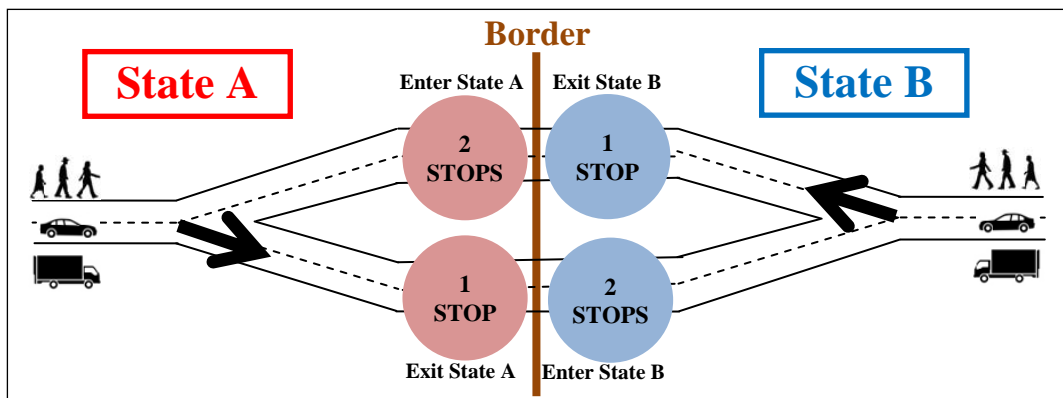 Border
State A
State B
Enter State A
Exit State B
2
STOPS
1
STOP
1
STOP
2
STOPS
Exit State A
Enter State B